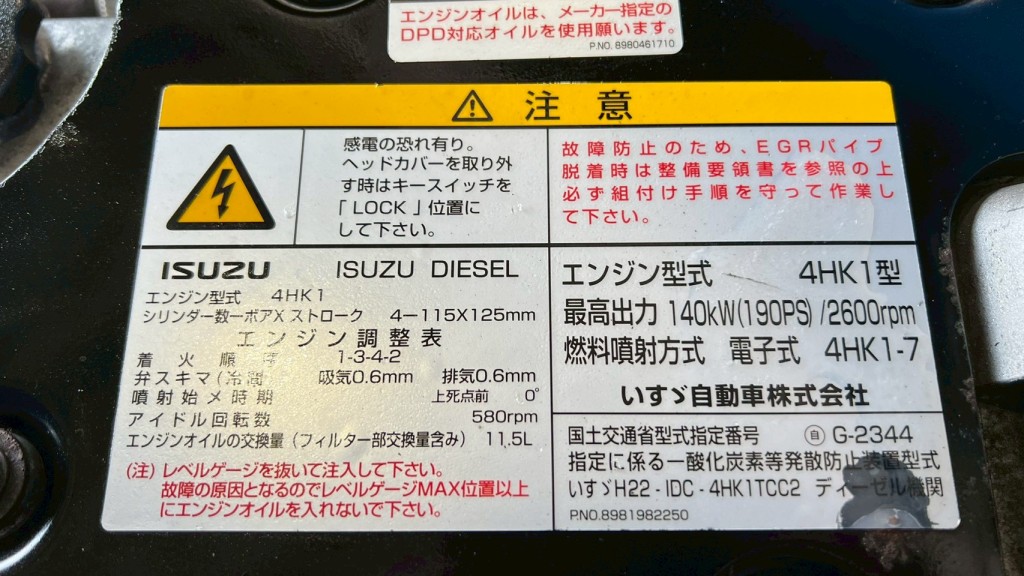 エンジンオイルは、メーカー指定の
DPD対応オイルを使用願います。
P.NO. 8980461710
注 意
感電の恐れ有り。
ヘッドカバーを取り外
す時はキースイッチを
「 LOCK 」位置に
して下さい。
故障防止のため、EGRパイプ
脱着時は整備要領書を参照の上
必ず組付け手順を守って作業し
て下さい。
ISUZU ISUZU DIESEL
エンジン型式 4HK1
シリンダー数ーボアX ストローク 4-115X125mm
エンジン調整表
着 火 順 1-3-4-2
弁スキマ(冷間 吸気0.6mm 排気0.6mm
噴射始メ時期 上死点前 0°
アイドル回転数 580rpm
エンジンオイルの交換量 (フィルター部交換量含み) 11.5L
(注) レベルゲージを抜いて注入して下さい。
故障の原因となるのでレベルゲージMAX位置以上
にエンジンオイルを入れないで下さい。
エンジン型式 4HK1型
最高出力 140kW(190PS) /2600rpm
燃料噴射方式 電子式 4HK1-7
いすゞ自動車株式会社
国土交通省型式指定番号 自 G-2344
指定に係る一酸化炭素等発散防止装置型式
いすゞH22 - IDC - 4HK1TCC2 ディーゼル機関
P.NO.8981982250